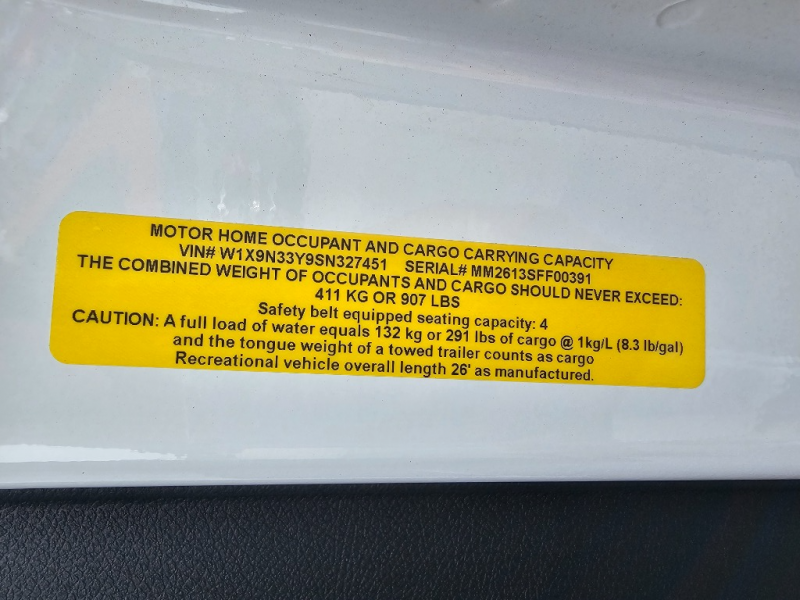 MOTOR HOME OCCUPANT AND CARGO CARRYING CAPACITY
VIN# W1X9N33Y9SN327451 SERIAL# MM2613SFF00391
THE COMBINED WEIGHT OF OCCUPANTS AND CARGO SHOULD NEVER EXCEED:
411 KG OR 907 LBS
Safety belt equipped seating capacity: 4
CAUTION: A full load of water equals 132 kg or 291 lbs of cargo @ 1kg/L (8.3 lb/gal)
and the tongue weight of a towed trailer counts as cargo
Recreational vehicle overall length 26' as manufactured.